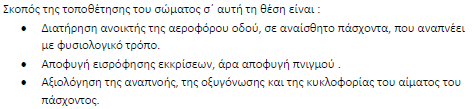 Σκοπός της τοποθέτησης του σώματος σ΄ αυτή τη θέση είναι :
• Διατήρηση ανοικτής της αεροφόρου οδού, σε αναίσθητο πάσχοντα, που αναπνέει
με φυσιολογικό τρόπο.
• Αποφυγή εισρόφησης εκκρίσεων, άρα αποφυγή πνιγμού .
• Αξιολόγηση της αναπνοής, της οξυγόνωσης και της κυκλοφορίας του αίματος του
πάσχοντος.